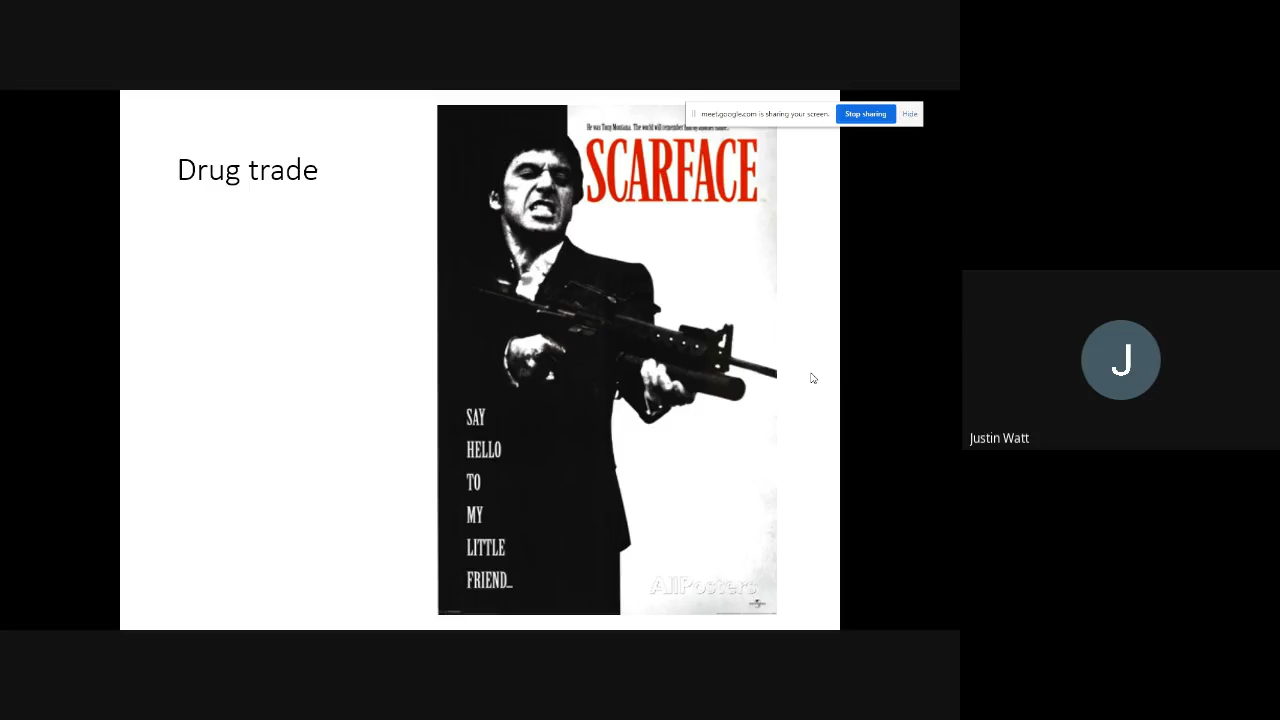 meet.google.com is sharing your screen.
Stop sharing
Hide
He was Tony Montana. The world will remember him by another name
SCARFACE
Drug trade
SAY
HELLO
TO
MY
LITTLE
FRIEND...
AllPosters
J
Justin Watt